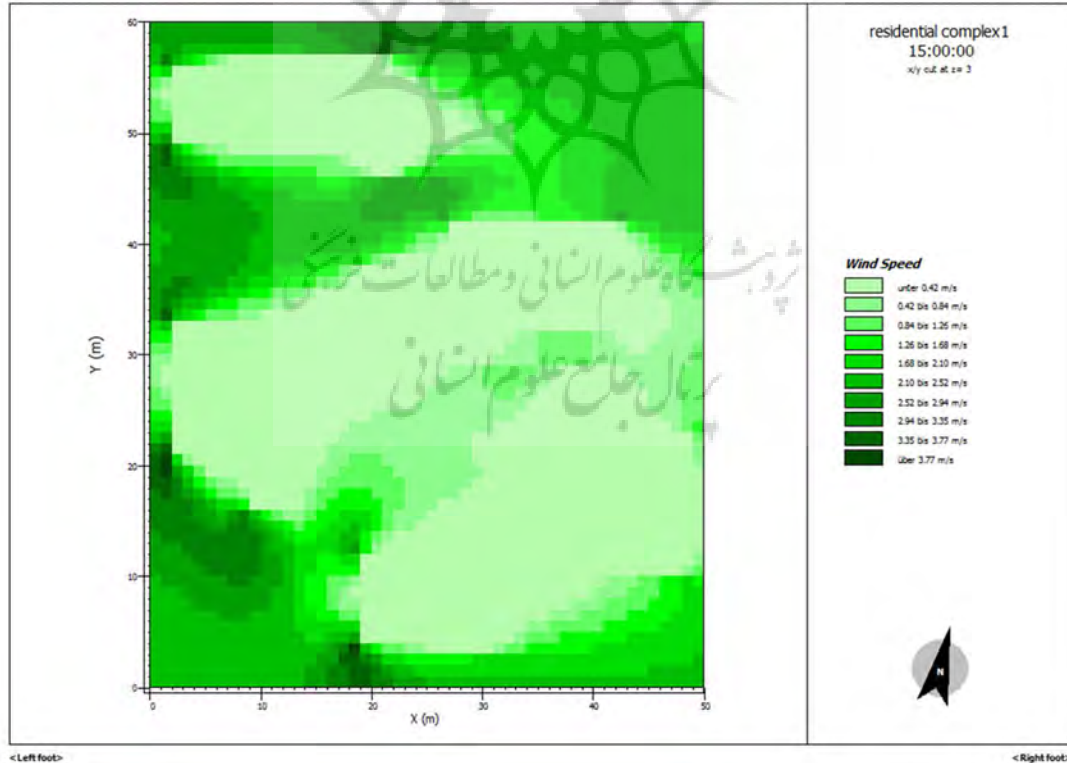 residential complex1
15:00:00
x/y cut at z= 3
60
50
40
30
20
10
0
Y (m)
0
10
20
30
40
50
X (m)
پژوهشگاه علوم انسانی و مطالعات فرهنگی
پرتال جامع علوم انسانی
Wind Speed
unter 0.42 m/s
0.42 bis 0.84 m/s
0.84 bis 1.26 m/s
1.26 bis 1.68 m/s
1.68 bis 2.10 m/s
2.10 bis 2.52 m/s
2.52 bis 2.94 m/s
2.94 bis 3.35 m/s
3.35 bis 3.77 m/s
über 3.77 m/s
N
<Left foot>
<Right foot>